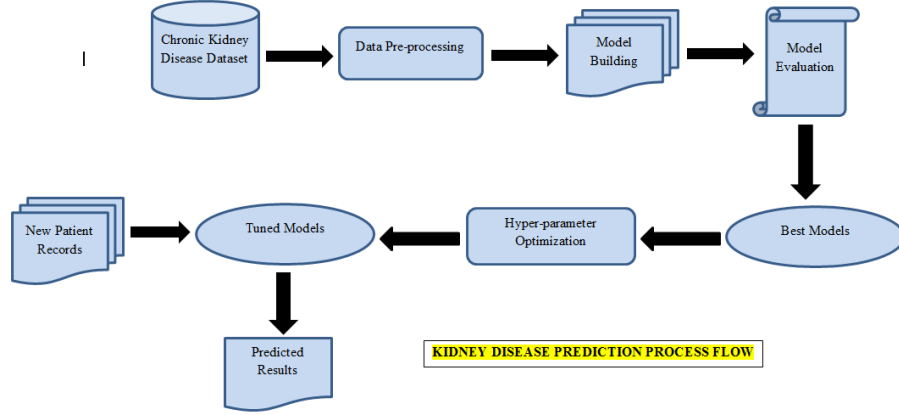 Chronic Kidney
Disease Dataset
Data Pre-processing
Model
Building
Model
Evaluation
New Patient
Records
Tuned Models
Hyper-parameter
Optimization
Best Models
Predicted
Results
KIDNEY DISEASE PREDICTION PROCESS FLOW